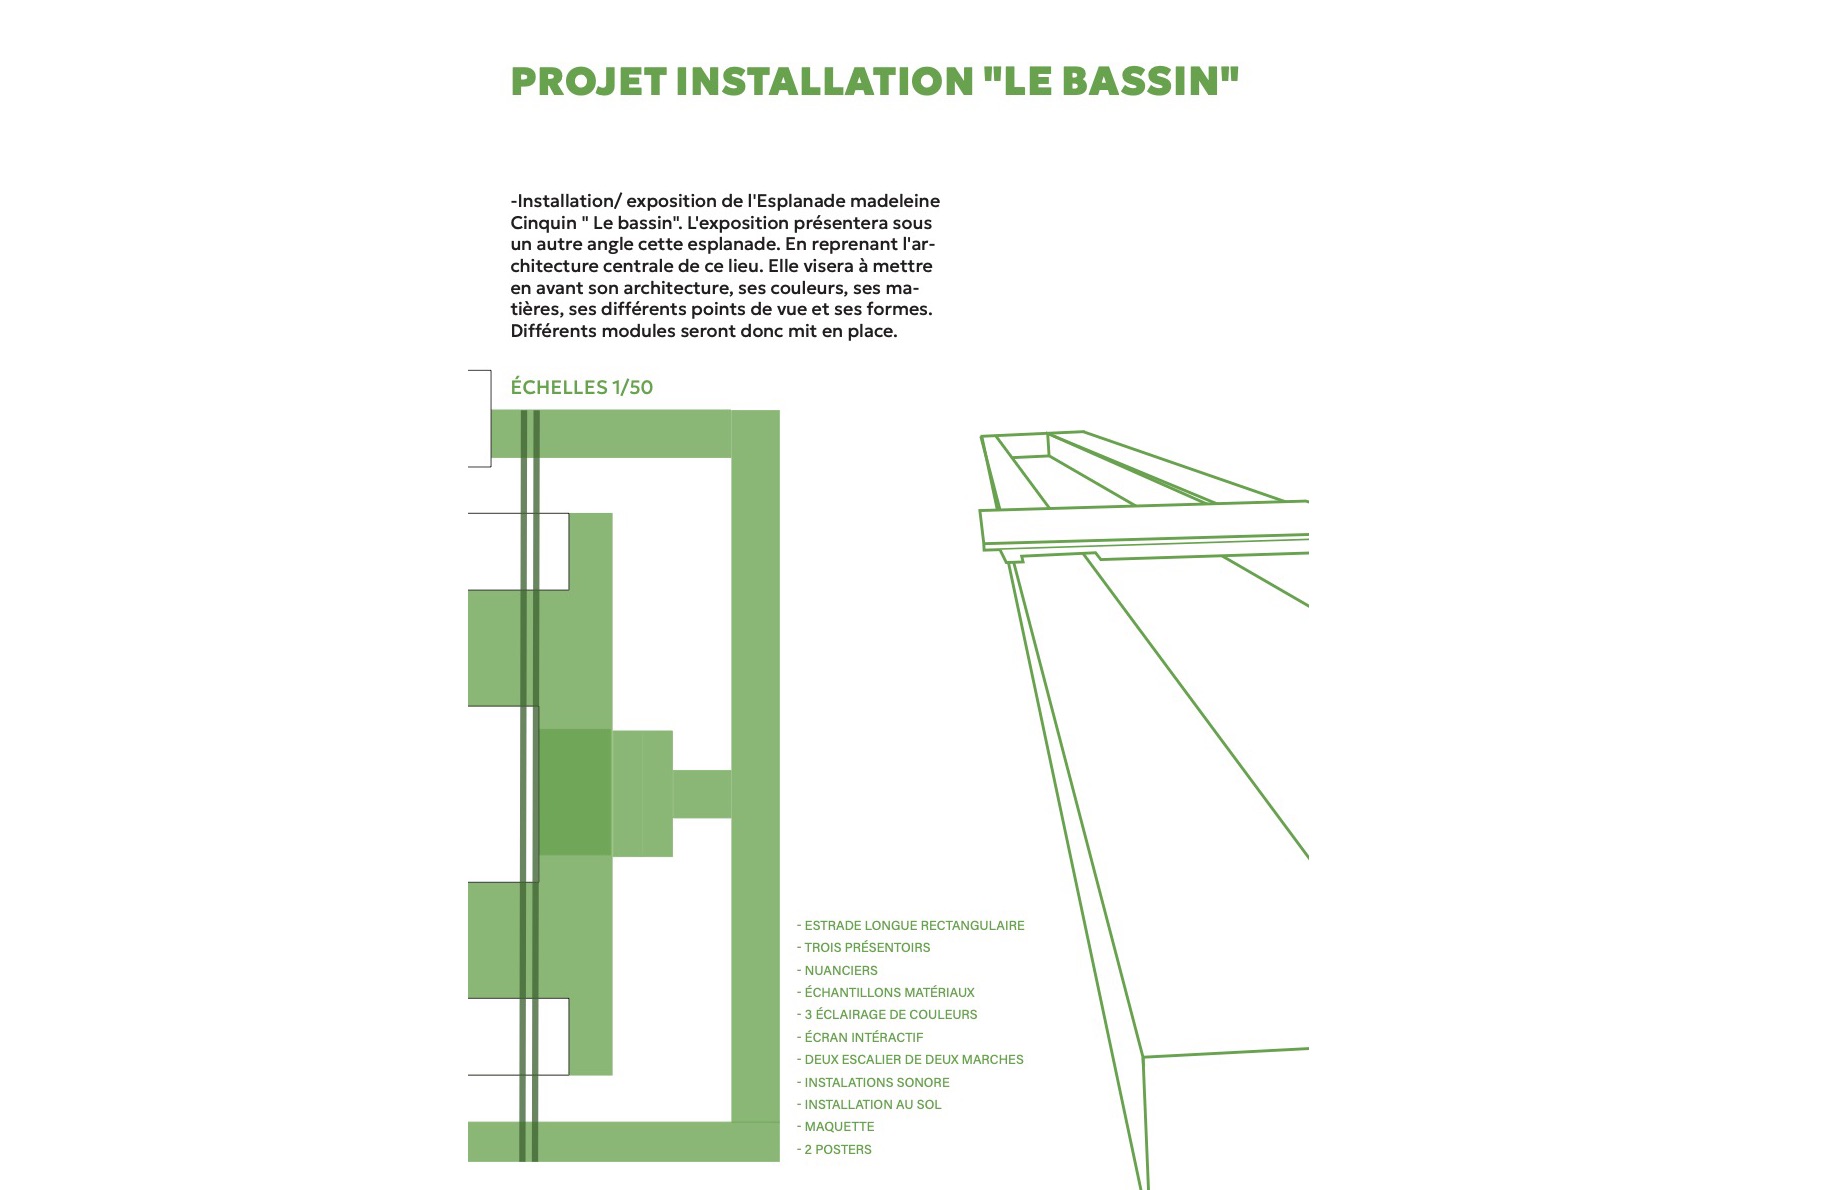 PROJET INSTALLATION "LE BASSIN"
-Installation/ exposition de l'Esplanade madeleine
Cinquin " Le bassin". L'exposition présentera sous
un autre angle cette esplanade. En reprenant l'ar-
chitecture centrale de ce lieu. Elle visera à mettre
en avant son architecture, ses couleurs, ses ma-
tières, ses différents points de vue et ses formes.
Différents modules seront donc mit en place.
ÉCHELLES 1/50
- ESTRADE LONGUE RECTANGULAIRE
- TROIS PRÉSENTOIRS
- NUANCIERS
- ÉCHANTILLONS MATÉRIAUX
- 3 ÉCLAIRAGE DE COULEURS
- ÉCRAN INTÉRACTIF
- DEUX ESCALIER DE DEUX MARCHES
- INSTALATIONS SONORE
- INSTALLATION AU SOL
- MAQUETTE
- 2 POSTERS